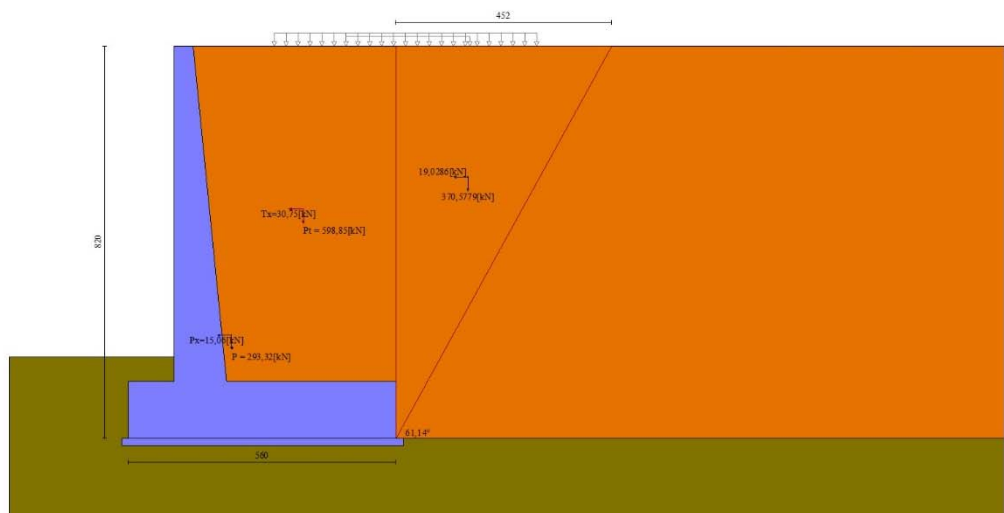 452
820
19,0286[kN]
370,5779[kN]
Tx=30,75[kN]
Pt = 598,85[kN]
Px=15,06[kN]
P = 293,32[kN]
61,14°
560